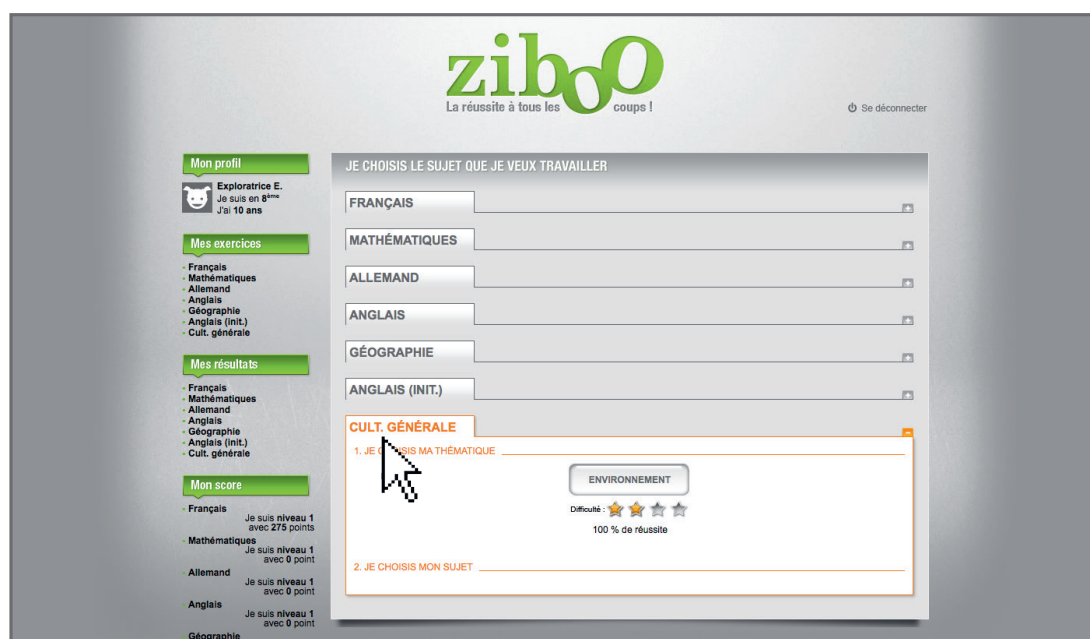 ziboo
La réussite à tous les coups !
Se déconnecter
Mon profil
Exploratrice E.
Je suis en 8ème
J'ai 10 ans
Mes exercices
- Français
- Mathématiques
- Allemand
- Anglais
- Géographie
- Anglais (init.)
- Cult. générale
Mes résultats
- Français
- Mathématiques
- Allemand
- Anglais
- Géographie
- Anglais (init.)
- Cult. générale
Mon score
- Français
Je suis niveau 1
avec 275 points
- Mathématiques
Je suis niveau 1
avec 0 point
- Allemand
Je suis niveau 1
avec 0 point
- Anglais
Je suis niveau 1
avec 0 point
Géographie
JE CHOISIS LE SUJET QUE JE VEUX TRAVAILLER
FRANÇAIS
MATHÉMATIQUES
ALLEMAND
ANGLAIS
GÉOGRAPHIE
ANGLAIS (INIT.)
CULT. GÉNÉRALE
1. JE CHOISIS MA THÉMATIQUE
ENVIRONNEMENT
Difficulté :
100 % de réussite
2. JE CHOISIS MON SUJET